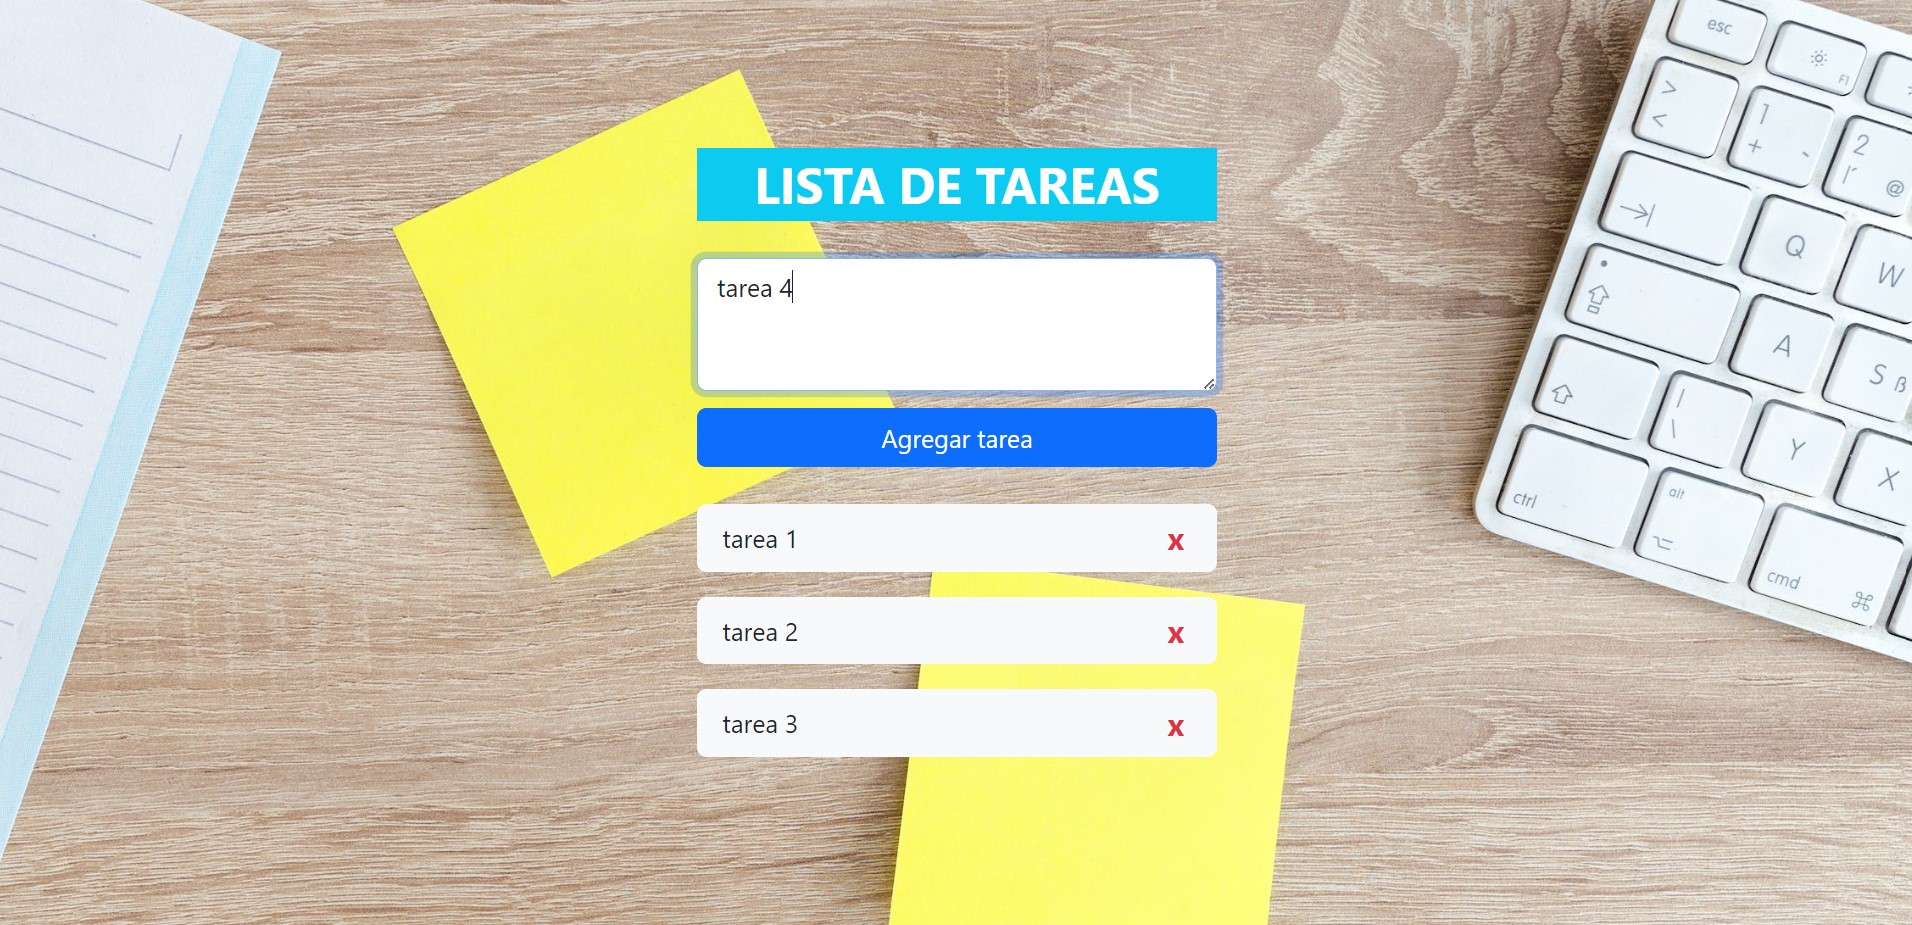 LISTA DE TAREAS
tarea 4
Agregar tarea
tarea 1 x
tarea 2 x
tarea 3 x
esc
F1
> <
1 + -
2 @
Q
W
A
S ß
Y
X
ctrl
alt
cmd ⌘